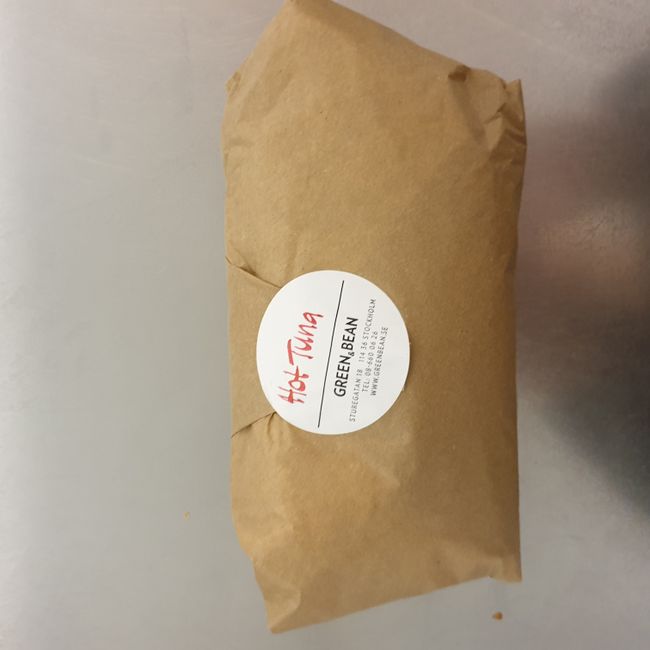 Hot Tuna
GREEN&BEAN
STUREGATAN 18 114 36 STOCKHOLM
TEL: 08-660 06 26
WWW.GREENBEAN.SE